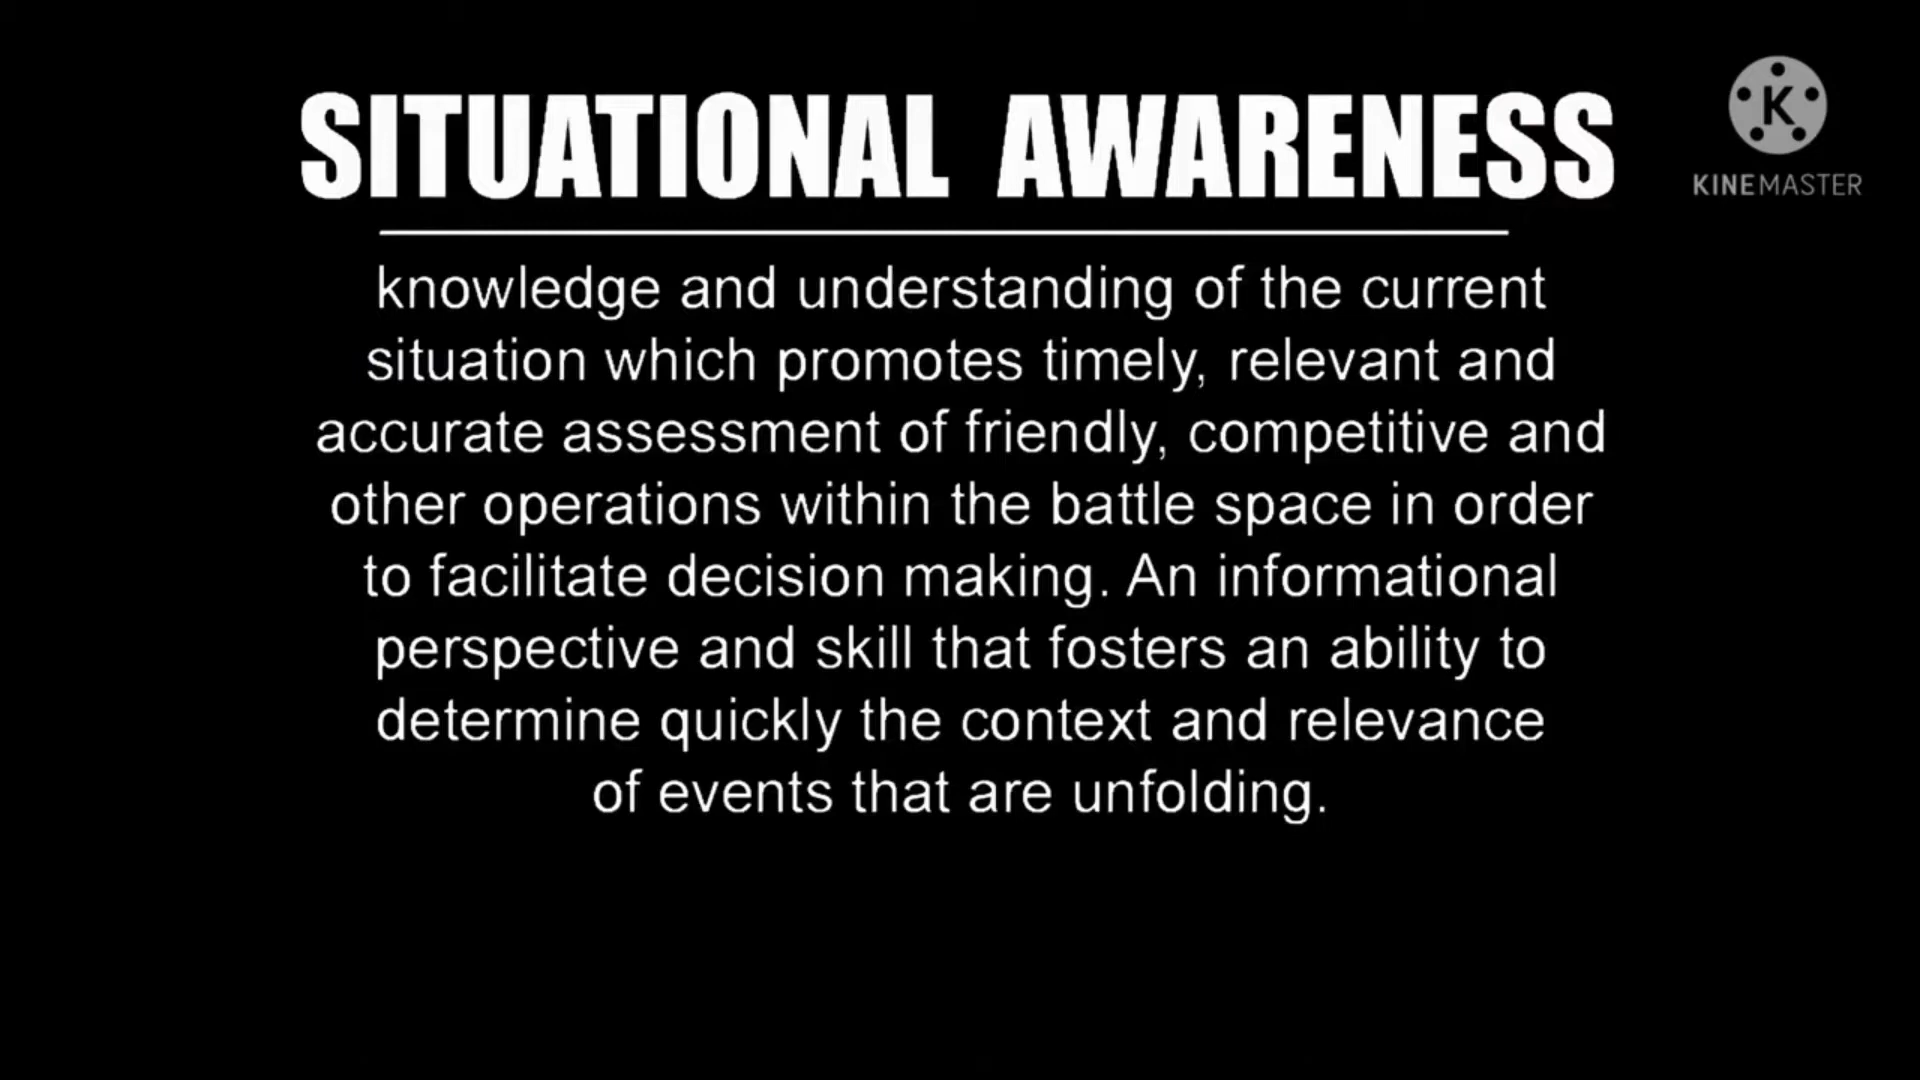 SITUATIONAL AWARENESS
K
KINEMASTER
knowledge and understanding of the current
situation which promotes timely, relevant and
accurate assessment of friendly, competitive and
other operations within the battle space in order
to facilitate decision making. An informational
perspective and skill that fosters an ability to
determine quickly the context and relevance
of events that are unfolding.